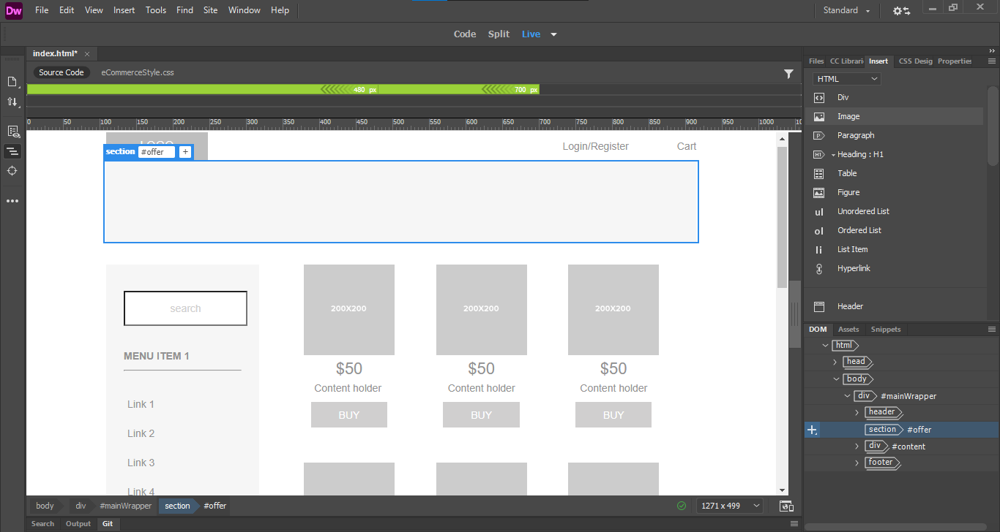 Dw File Edit View Insert Tools Find Site Window Help Standard
Code Split Live
index.html*
Source Code eCommerceStyle.css
480 px 700 px
0 50 100 150 200 250 300 350 400 450 500 550 600 650 700 750 800 850 900 950 1000
LOGO
Login/Register Cart
section #offer +
search
200X200 200X200 200X200
MENU ITEM 1
$50 $50 $50
Content holder Content holder Content holder
BUY BUY BUY
Link 1
Link 2
Link 3
Link 4
body div #mainWrapper section #offer 1271 x 499
Search Output Git
Files CC Librari Insert CSS Desig Properties
HTML
Div
Image
P Paragraph
H1 Heading : H1
Table
Figure
ul Unordered List
ol Ordered List
li List Item
Hyperlink
Header
DOM Assets Snippets
html
head
body
div #mainWrapper
header
section #offer
div #content
footer